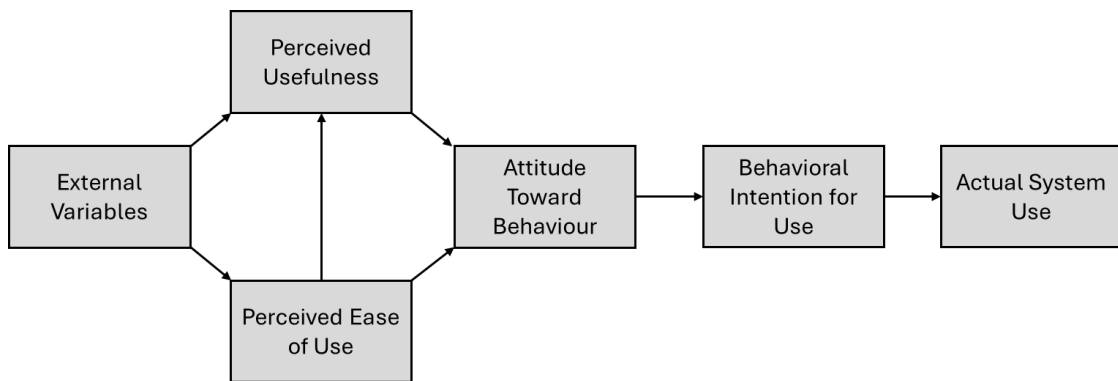 Perceived
Usefulness
External
Variables
Attitude
Toward
Behaviour
Behavioral
Intention for
Use
Actual System
Use
Perceived Ease
of Use